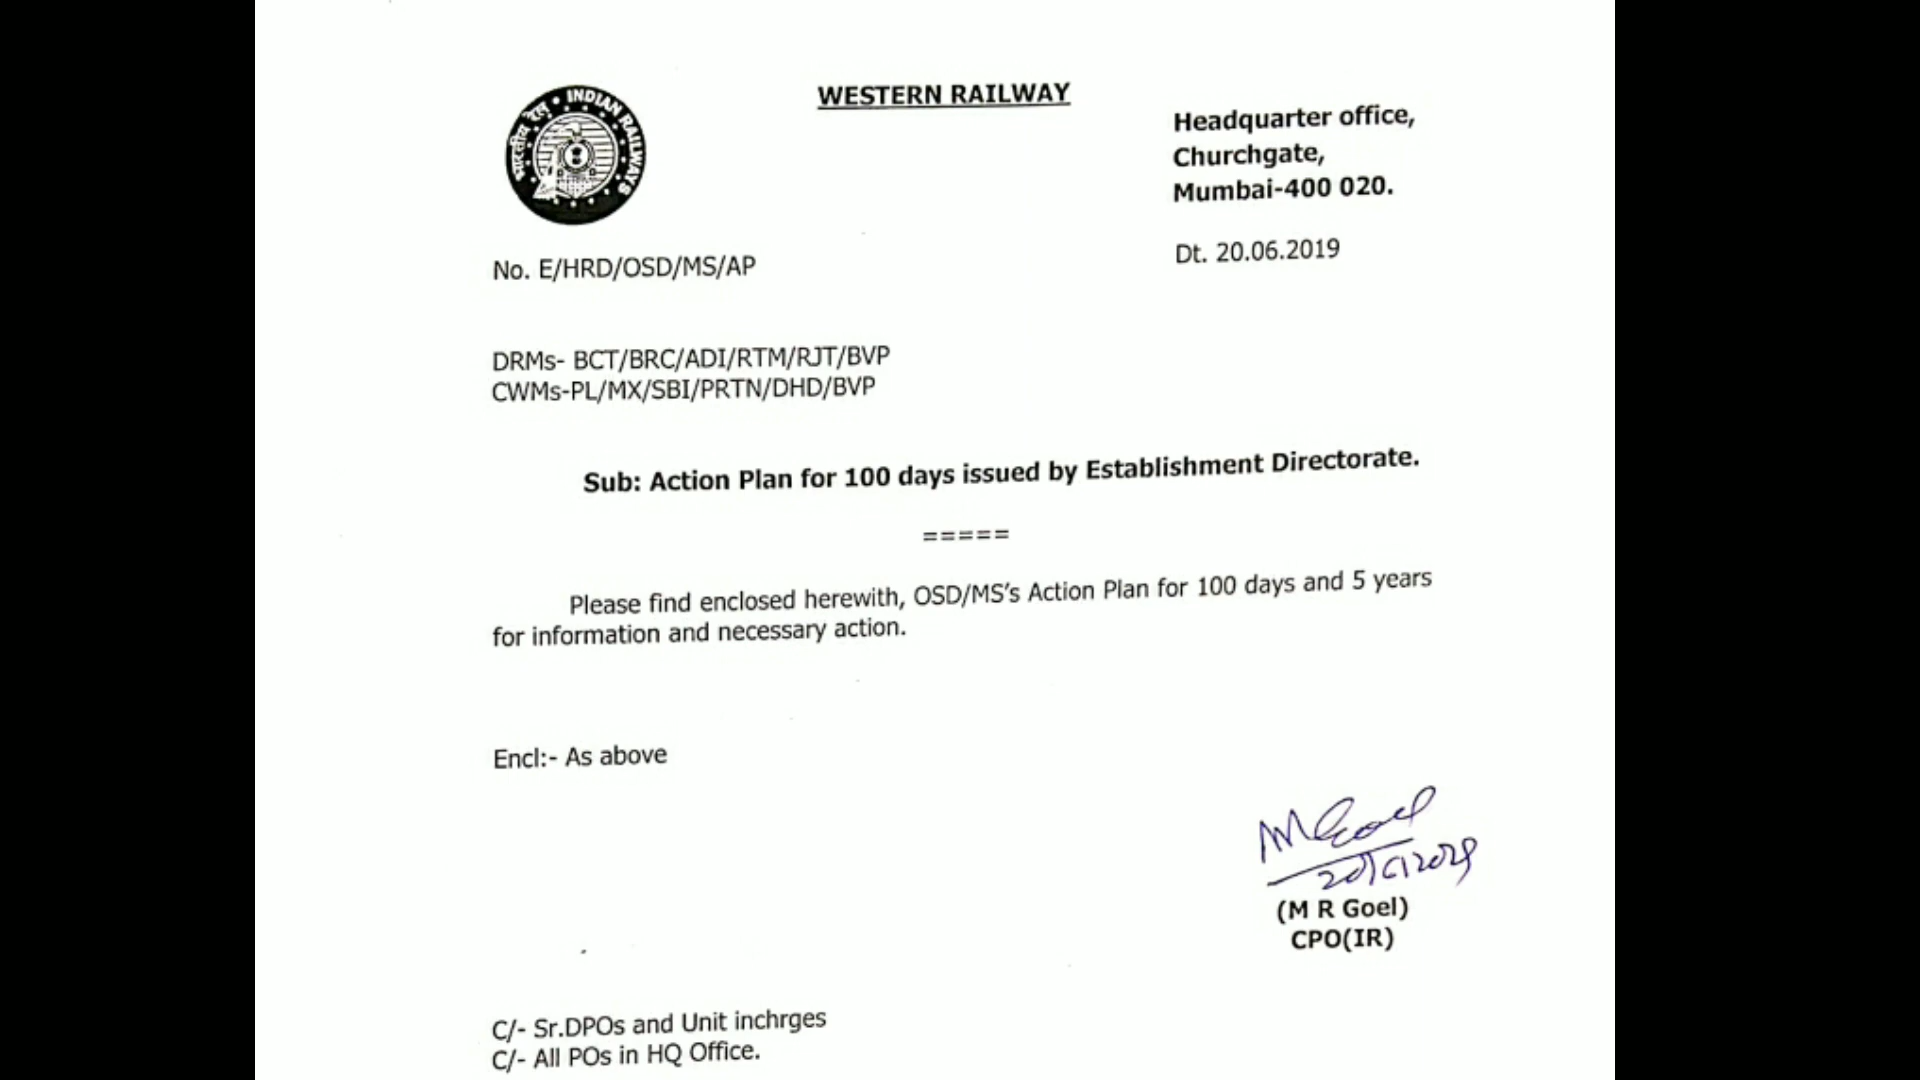 WESTERN RAILWAY
भारतीय रेल • INDIAN RAILWAYS
Headquarter office,
Churchgate,
Mumbai-400 020.
No. E/HRD/OSD/MS/AP
Dt. 20.06.2019
DRMs- BCT/BRC/ADI/RTM/RJT/BVP
CWMs-PL/MX/SBI/PRTN/DHD/BVP
Sub: Action Plan for 100 days issued by Establishment Directorate.
=====
Please find enclosed herewith, OSD/MS's Action Plan for 100 days and 5 years
for information and necessary action.
Encl:- As above
MRGoel
(M R Goel)
CPO(IR)
C/- Sr.DPOs and Unit inchrges
C/- All POs in HQ Office.